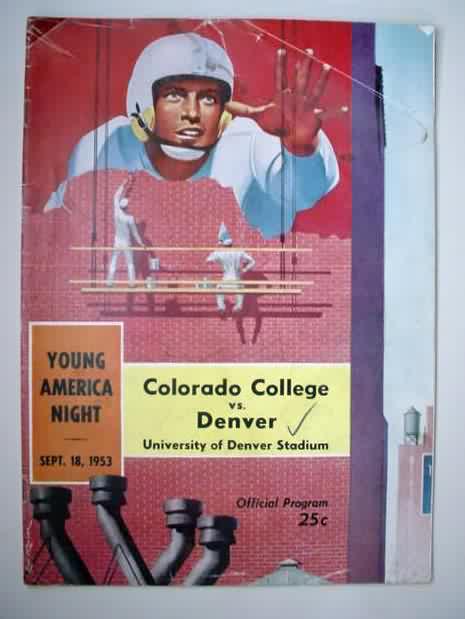 YOUNG
AMERICA
NIGHT
SEPT. 18, 1953
Colorado College
vs.
Denver
University of Denver Stadium
Official Program
25c